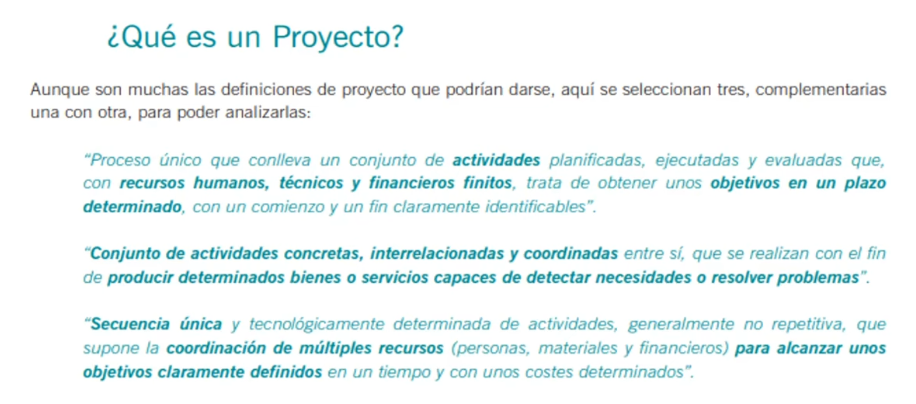 ¿Qué es un Proyecto?
Aunque son muchas las definiciones de proyecto que podrían darse, aquí se seleccionan tres, complementarias
una con otra, para poder analizarlas:
“Proceso único que conlleva un conjunto de actividades planificadas, ejecutadas y evaluadas que,
con recursos humanos, técnicos y financieros finitos, trata de obtener unos objetivos en un plazo
determinado, con un comienzo y un fin claramente identificables”.
“Conjunto de actividades concretas, interrelacionadas y coordinadas entre sí, que se realizan con el fin
de producir determinados bienes o servicios capaces de detectar necesidades o resolver problemas”.
“Secuencia única y tecnológicamente determinada de actividades, generalmente no repetitiva, que
supone la coordinación de múltiples recursos (personas, materiales y financieros) para alcanzar unos
objetivos claramente definidos en un tiempo y con unos costes determinados”.